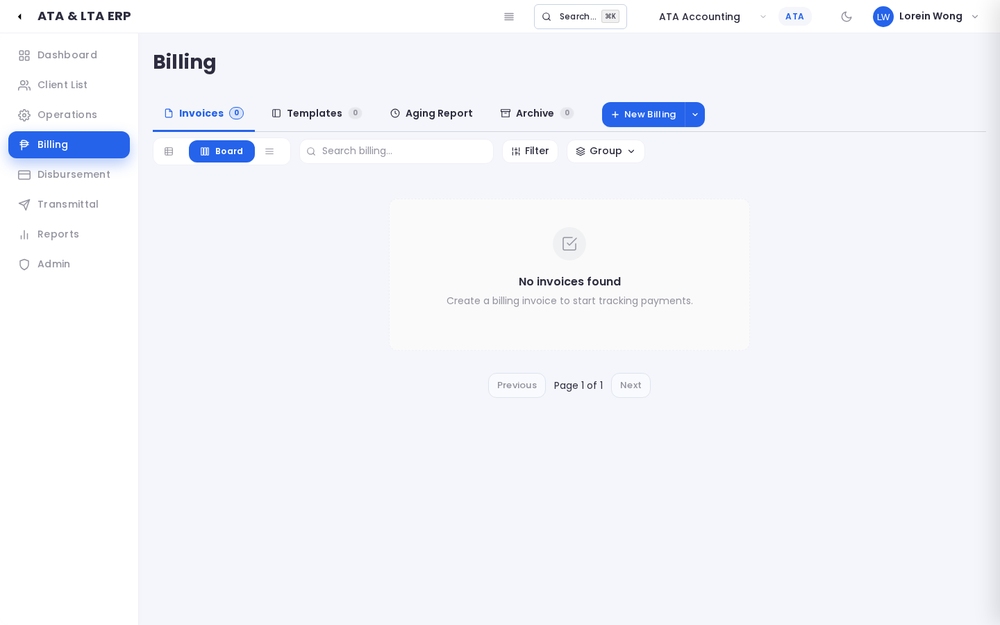 ATA & LTA ERP
Search... ⌘K
ATA Accounting
ATA
LW Lorein Wong
Dashboard
Client List
Operations
Billing
Disbursement
Transmittal
Reports
Admin
Billing
Invoices 0
Templates 0
Aging Report
Archive 0
New Billing
Board
Search billing...
Filter
Group
No invoices found
Create a billing invoice to start tracking payments.
Previous
Page 1 of 1
Next